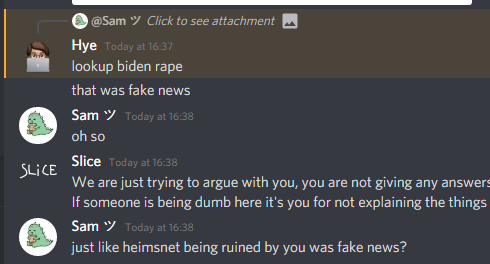 @Sam ツ Click to see attachment
Hye Today at 16:37
lookup biden rape
that was fake news
Sam ツ Today at 16:38
oh so
SLiCE
Slice Today at 16:38
We are just trying to argue with you, you are not giving any answers
If someone is being dumb here it's you for not explaining the things
Sam ツ Today at 16:38
just like heimsnet being ruined by you was fake news?